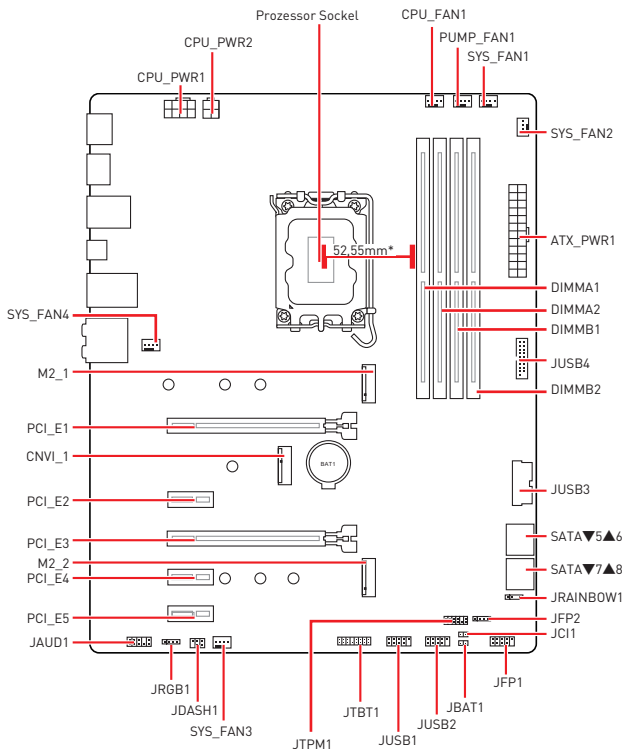 Prozessor Sockel
CPU_FAN1
PUMP_FAN1
CPU_PWR2
SYS_FAN1
CPU_PWR1
SYS_FAN2
52,55mm*
ATX_PWR1
DIMMA1
DIMMA2
SYS_FAN4
DIMMB1
JUSB4
M2_1
DIMMB2
PCI_E1
CNVI_1
BAT1
PCI_E2
JUSB3
PCI_E3
SATA▼5▲6
M2_2
SATA▼7▲8
PCI_E4
JRAINBOW1
PCI_E5
JFP2
JAUD1
JCI1
JRGB1
JDASH1
SYS_FAN3
JTPM1
JTBT1
JUSB1
JUSB2
JBAT1
JFP1